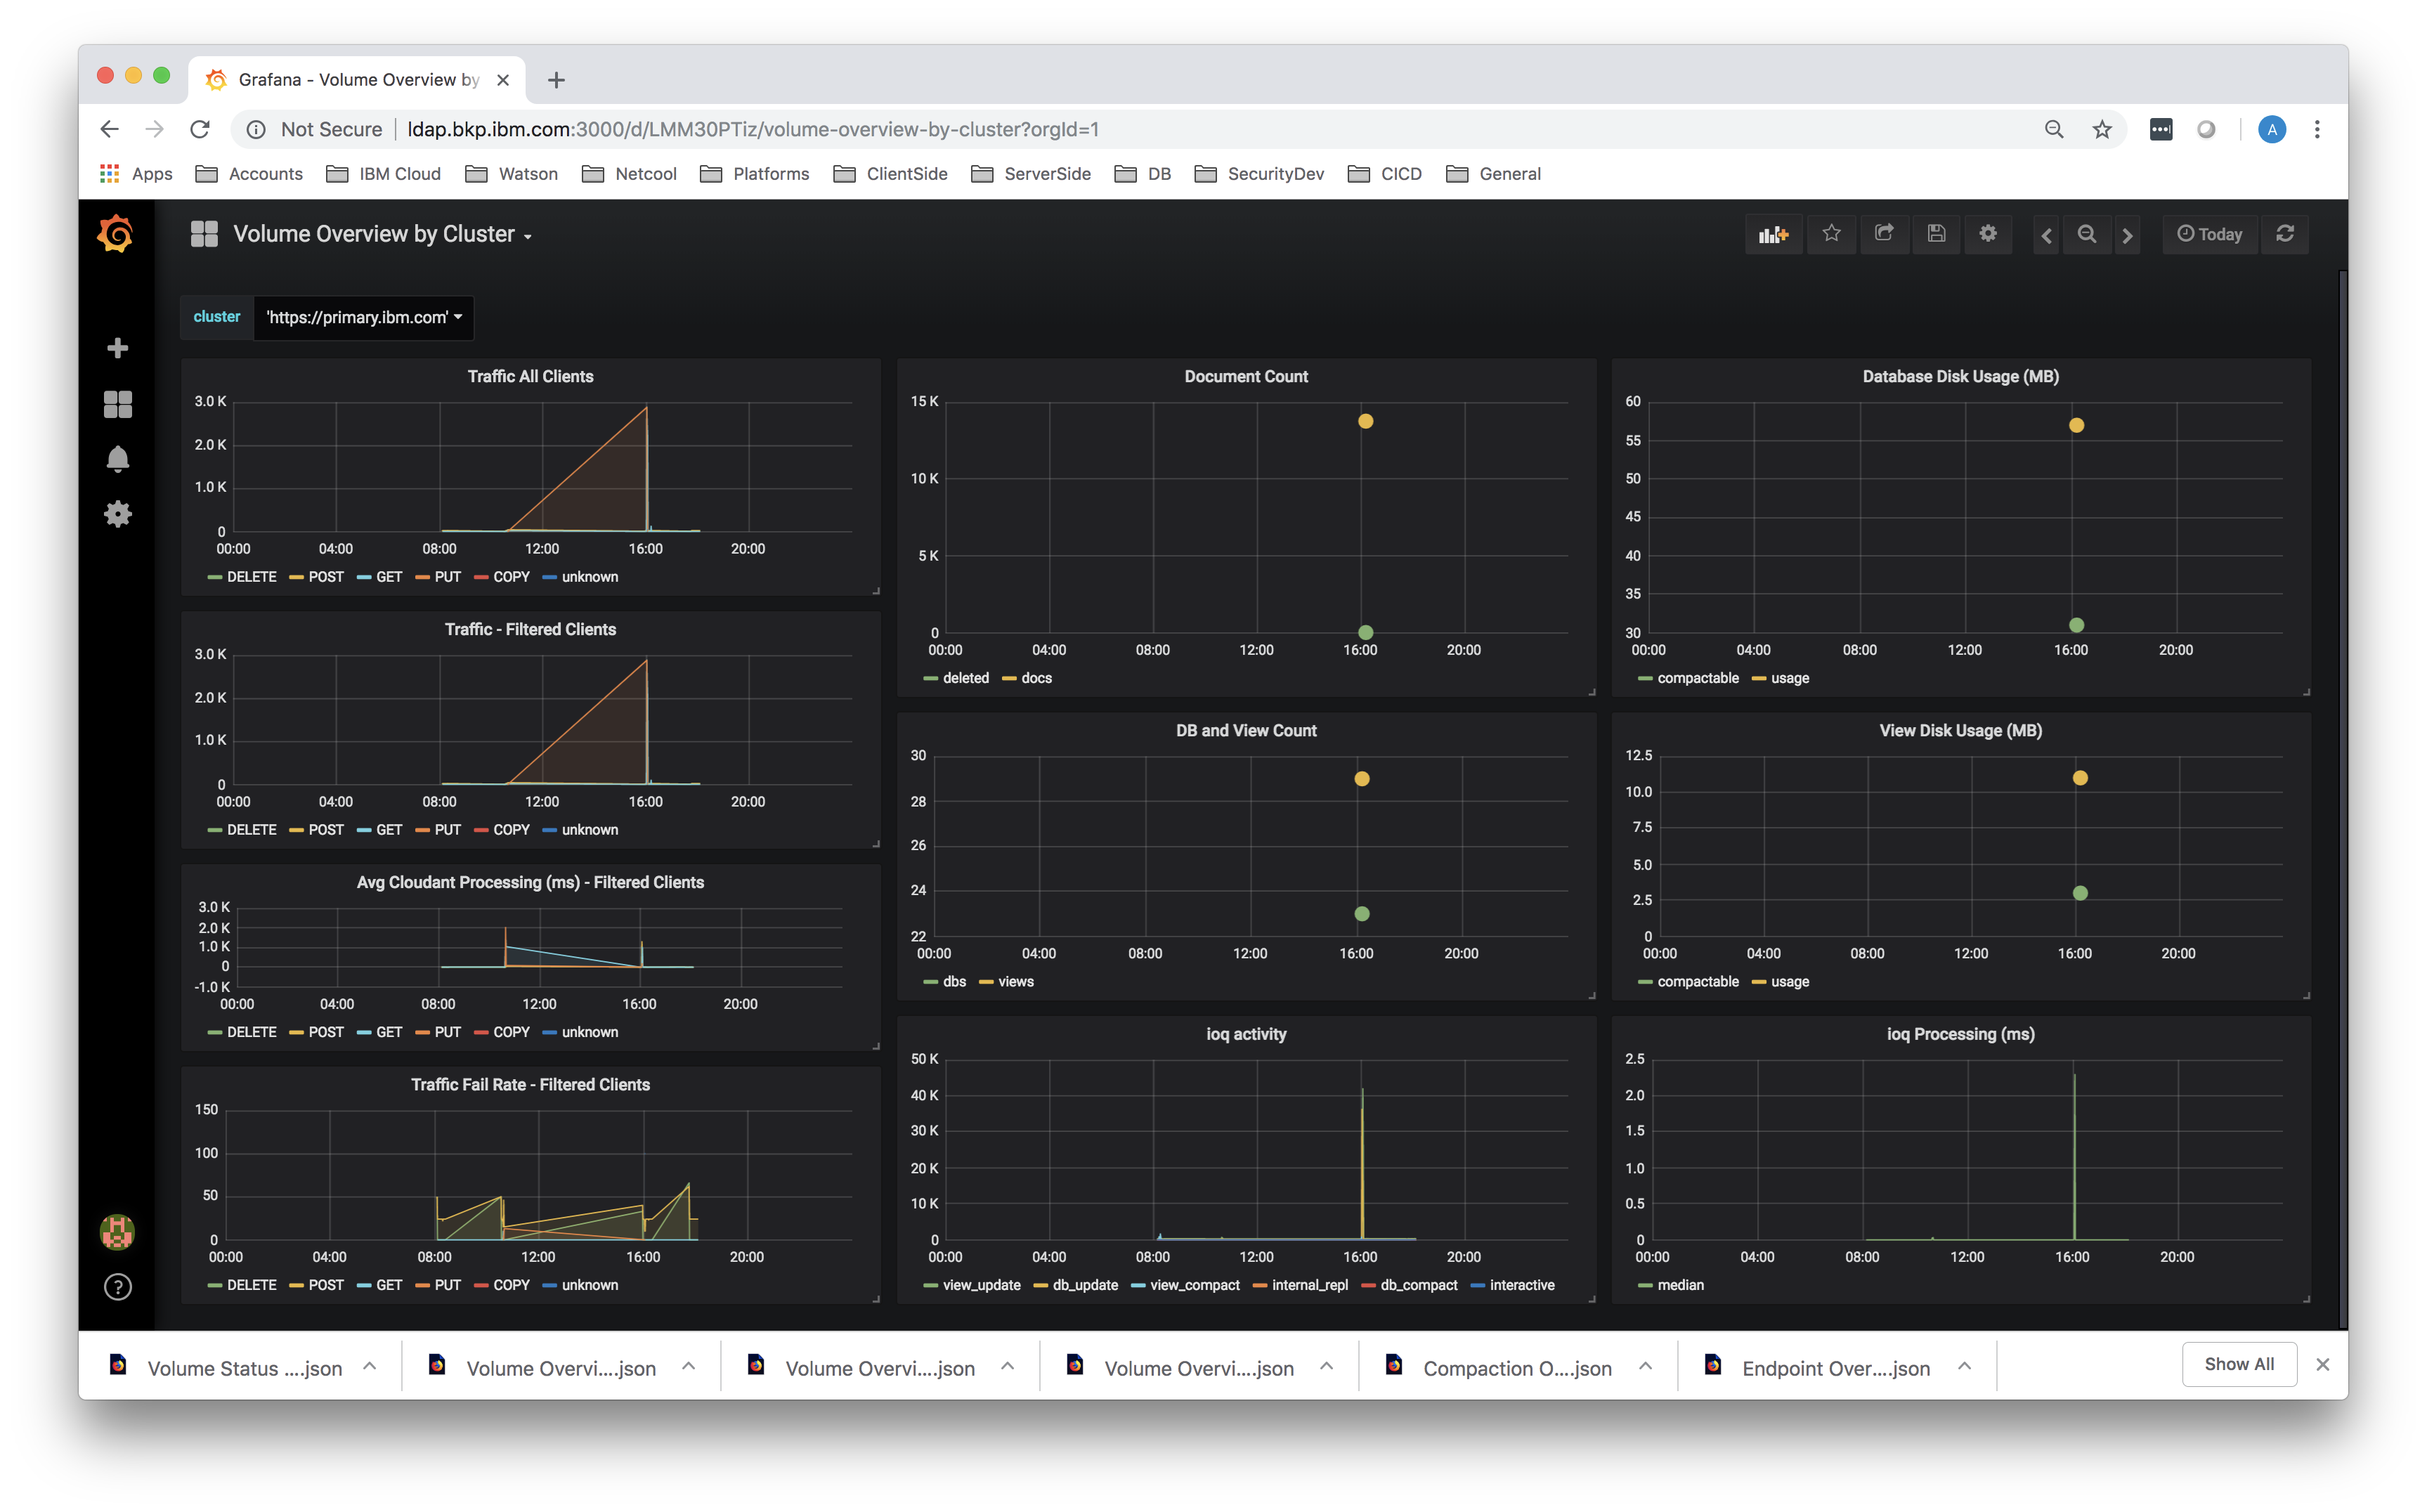 Grafana - Volume Overview by
Not Secure ldap.bkp.ibm.com:3000/d/LMM30PTiz/volume-overview-by-cluster?orgId=1
A
Apps Accounts IBM Cloud Watson Netcool Platforms ClientSide ServerSide DB SecurityDev CICD General
Volume Overview by Cluster
Today
cluster 'https://primary.ibm.com'
Traffic All Clients
3.0 K
2.0 K
1.0 K
0
00:00 04:00 08:00 12:00 16:00 20:00
DELETE POST GET PUT COPY unknown
Traffic - Filtered Clients
3.0 K
2.0 K
1.0 K
0
00:00 04:00 08:00 12:00 16:00 20:00
DELETE POST GET PUT COPY unknown
Avg Cloudant Processing (ms) - Filtered Clients
3.0 K
2.0 K
1.0 K
0
-1.0 K
00:00 04:00 08:00 12:00 16:00 20:00
DELETE POST GET PUT COPY unknown
Traffic Fail Rate - Filtered Clients
150
100
50
0
00:00 04:00 08:00 12:00 16:00 20:00
DELETE POST GET PUT COPY unknown
Document Count
15 K
10 K
5 K
0
00:00 04:00 08:00 12:00 16:00 20:00
deleted docs
DB and View Count
30
28
26
24
22
00:00 04:00 08:00 12:00 16:00 20:00
dbs views
ioq activity
50 K
40 K
30 K
20 K
10 K
0
00:00 04:00 08:00 12:00 16:00 20:00
view_update db_update view_compact internal_repl db_compact interactive
Database Disk Usage (MB)
60
55
50
45
40
35
30
00:00 04:00 08:00 12:00 16:00 20:00
compactable usage
View Disk Usage (MB)
12.5
10.0
7.5
5.0
2.5
0
00:00 04:00 08:00 12:00 16:00 20:00
compactable usage
ioq Processing (ms)
2.5
2.0
1.5
1.0
0.5
0
00:00 04:00 08:00 12:00 16:00 20:00
median
Volume Status ....json Volume Overvi....json Volume Overvi....json Volume Overvi....json Compaction O....json Endpoint Over....json Show All